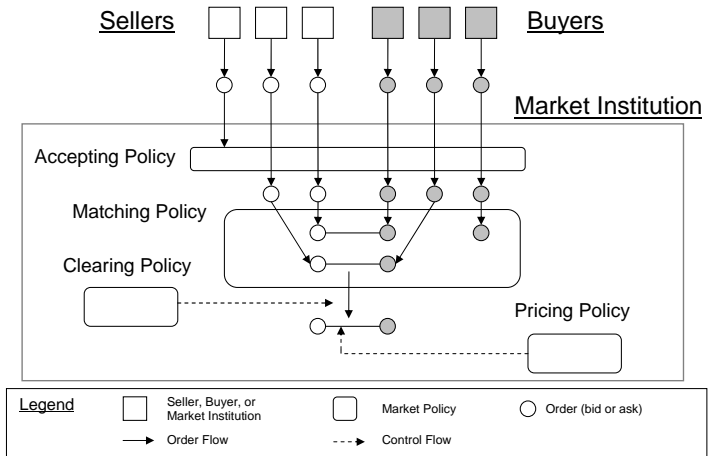 Sellers
Buyers
Market Institution
Accepting Policy
Matching Policy
Clearing Policy
Pricing Policy
Legend
Seller, Buyer, or
Market Institution
Market Policy
Order (bid or ask)
Order Flow
Control Flow